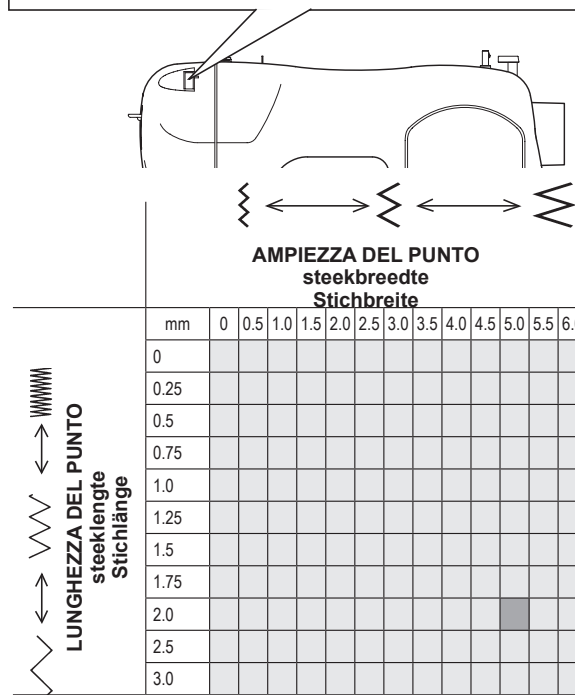 AMPIEZZA DEL PUNTO
steekbreedte
Stichbreite
mm 0 0.5 1.0 1.5 2.0 2.5 3.0 3.5 4.0 4.5 5.0 5.5 6.0
0
0.25
0.5
0.75
1.0
1.25
1.5
1.75
2.0
2.5
3.0
LUNGHEZZA DEL PUNTO
steeklengte
Stichlänge